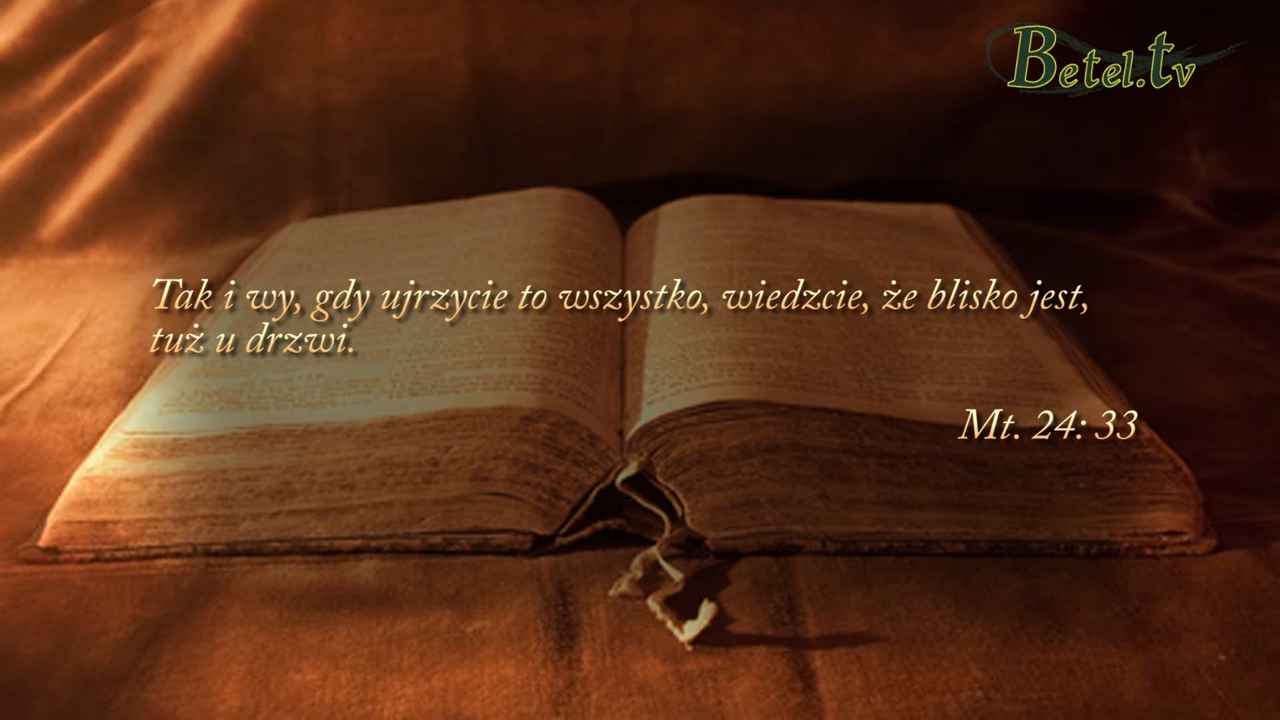 Betel.tv
Tak i wy, gdy ujrzycie to wszystko, wiedzcie, że blisko jest,
tuż u drzwi.
Mt. 24: 33